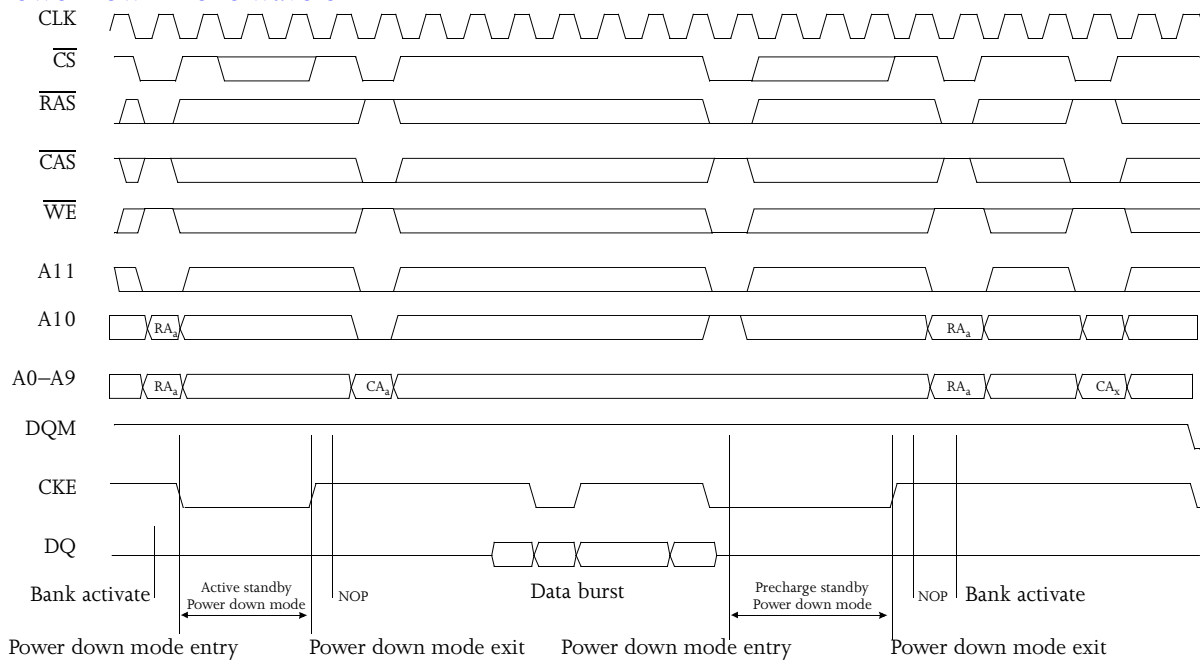 CLK
CS
RAS
CAS
WE
A11
A10 RAa RAa
A0–A9 RAa CAa RAa CAx
DQM
CKE
DQ
Bank activate
Active standby
Power down mode
NOP
Data burst
Precharge standby
Power down mode
NOP
Bank activate
Power down mode entry
Power down mode exit
Power down mode entry
Power down mode exit